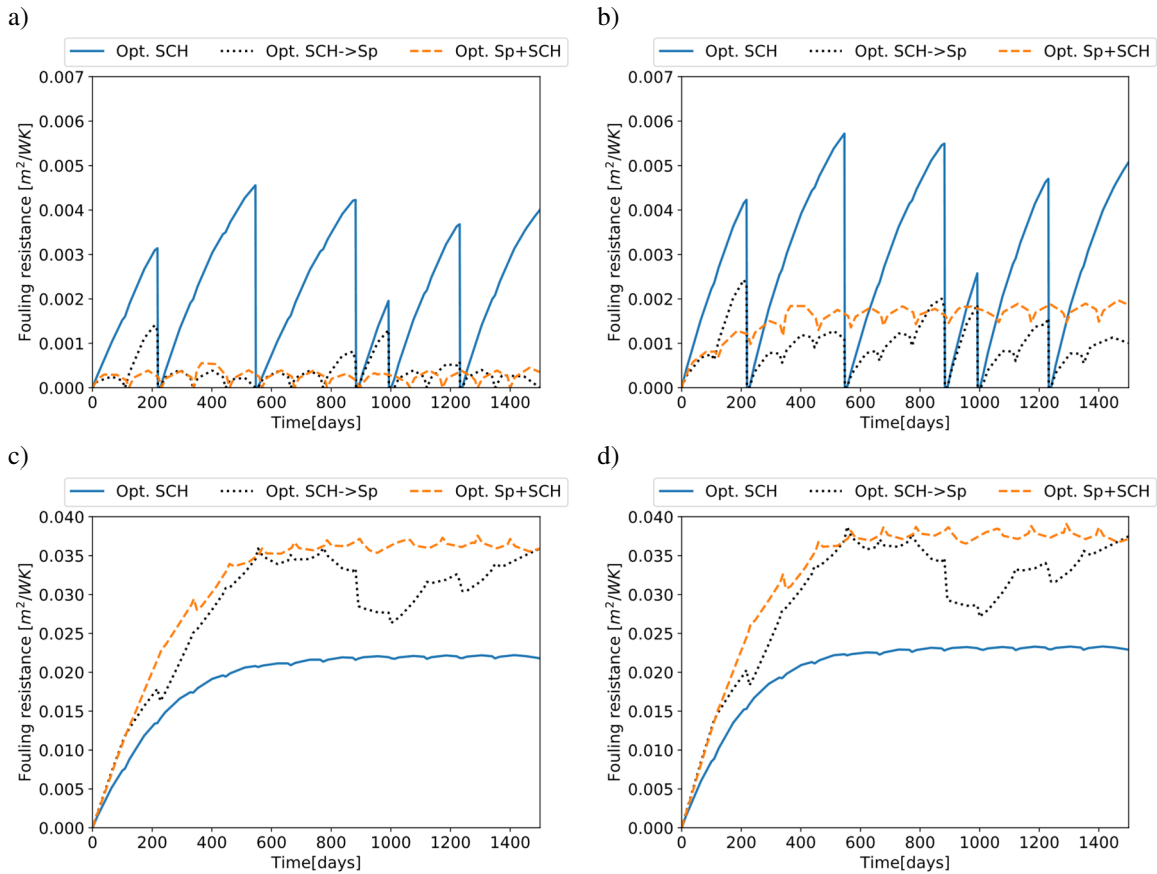 a)
Opt. SCH Opt. SCH->Sp Opt. Sp+SCH
0.007
0.006
0.005
0.004
0.003
0.002
0.001
0.000
Fouling resistance [m²/WK]
0 200 400 600 800 1000 1200 1400
Time[days]
b)
Opt. SCH Opt. SCH->Sp Opt. Sp+SCH
0.007
0.006
0.005
0.004
0.003
0.002
0.001
0.000
Fouling resistance [m²/WK]
0 200 400 600 800 1000 1200 1400
Time[days]
c)
Opt. SCH Opt. SCH->Sp Opt. Sp+SCH
0.040
0.035
0.030
0.025
0.020
0.015
0.010
0.005
0.000
Fouling resistance [m²/WK]
0 200 400 600 800 1000 1200 1400
Time[days]
d)
Opt. SCH Opt. SCH->Sp Opt. Sp+SCH
0.040
0.035
0.030
0.025
0.020
0.015
0.010
0.005
0.000
Fouling resistance [m²/WK]
0 200 400 600 800 1000 1200 1400
Time[days]